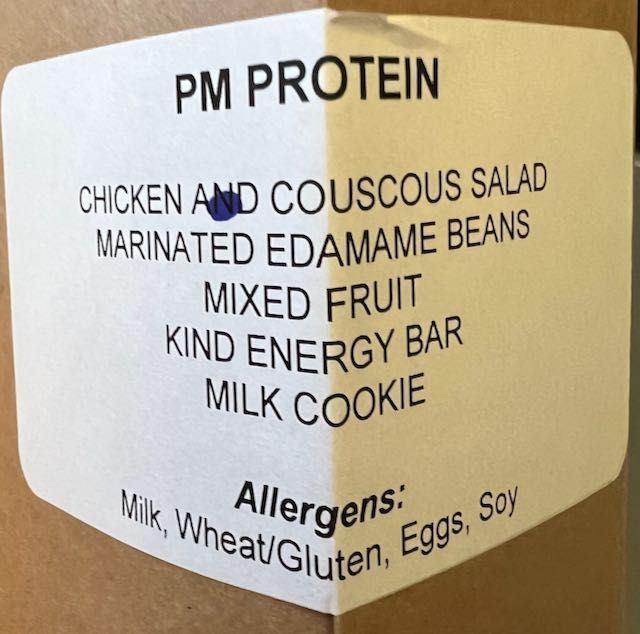 PM PROTEIN
CHICKEN AND COUSCOUS SALAD
MARINATED EDAMAME BEANS
MIXED FRUIT
KIND ENERGY BAR
MILK COOKIE
Allergens:
Milk, Wheat/Gluten, Eggs, Soy